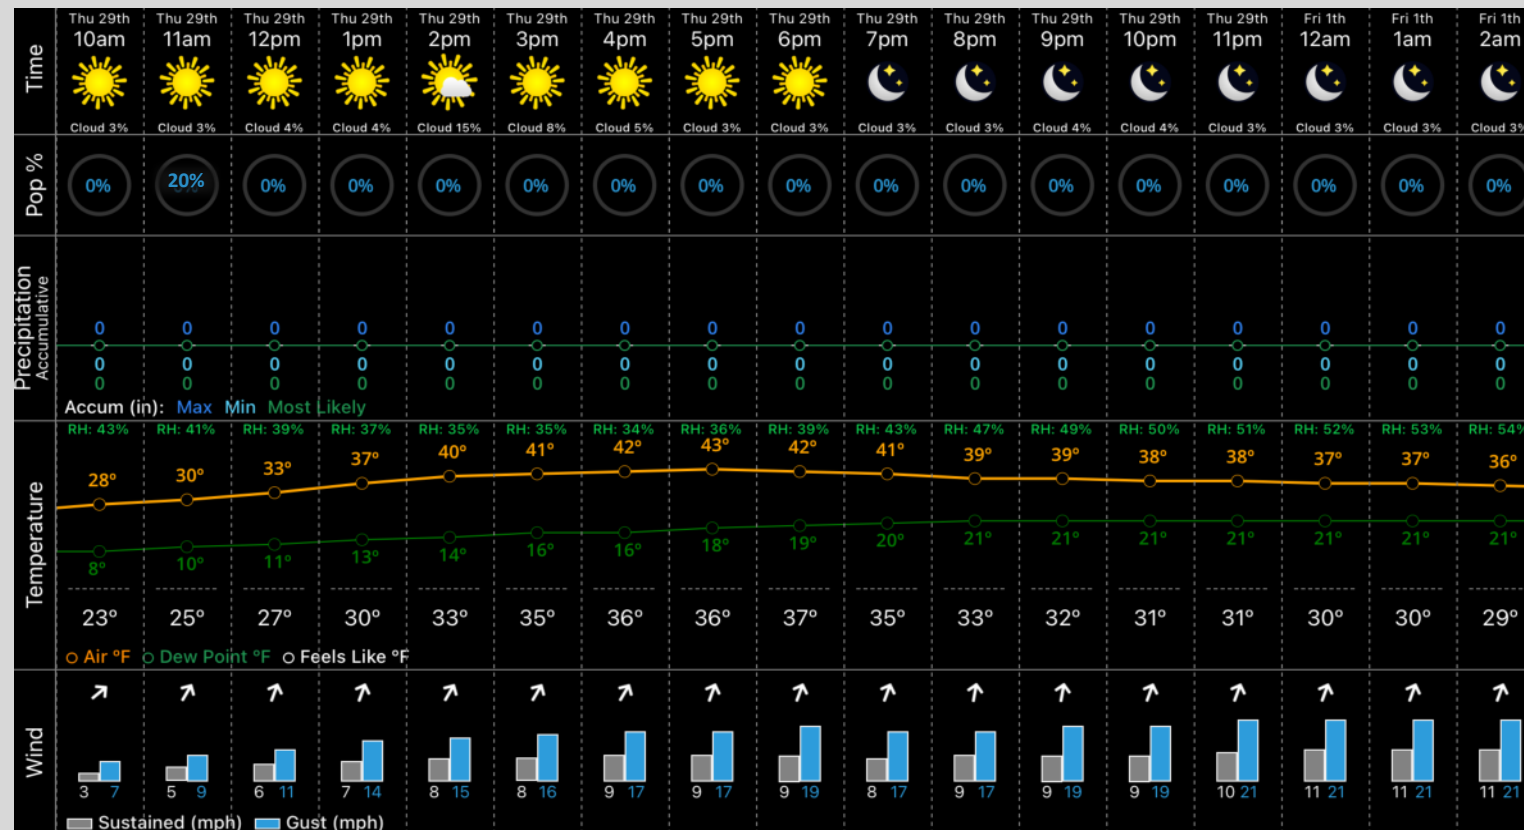 Time
Thu 29th Thu 29th Thu 29th Thu 29th Thu 29th Thu 29th Thu 29th Thu 29th Thu 29th Thu 29th Thu 29th Thu 29th Thu 29th Thu 29th Fri 1th Fri 1th Fri 1th
10am 11am 12pm 1pm 2pm 3pm 4pm 5pm 6pm 7pm 8pm 9pm 10pm 11pm 12am 1am 2am
Cloud 3% Cloud 3% Cloud 4% Cloud 4% Cloud 15% Cloud 8% Cloud 5% Cloud 3% Cloud 3% Cloud 3% Cloud 3% Cloud 4% Cloud 4% Cloud 3% Cloud 3% Cloud 3% Cloud 3%
Pop %
0% 20% 0% 0% 0% 0% 0% 0% 0% 0% 0% 0% 0% 0% 0% 0% 0%
Precipitation
Accumulative
0 0 0 0 0 0 0 0 0 0 0 0 0 0 0 0 0
0 0 0 0 0 0 0 0 0 0 0 0 0 0 0 0 0
0 0 0 0 0 0 0 0 0 0 0 0 0 0 0 0 0
Accum (in): Max Min Most Likely
Temperature
RH: 43% RH: 41% RH: 39% RH: 37% RH: 35% RH: 35% RH: 34% RH: 36% RH: 39% RH: 43% RH: 47% RH: 49% RH: 50% RH: 51% RH: 52% RH: 53% RH: 54%
28° 30° 33° 37° 40° 41° 42° 43° 42° 41° 39° 39° 38° 38° 37° 37° 36°
8° 10° 11° 13° 14° 16° 16° 18° 19° 20° 21° 21° 21° 21° 21° 21° 21°
23° 25° 27° 30° 33° 35° 36° 36° 37° 35° 33° 32° 31° 31° 30° 30° 29°
Air °F Dew Point °F Feels Like °F
Wind
3 7 5 9 6 11 7 14 8 15 8 16 9 17 9 17 9 19 8 17 9 17 9 19 9 19 10 21 11 21 11 21 11 21
Sustained (mph) Gust (mph)